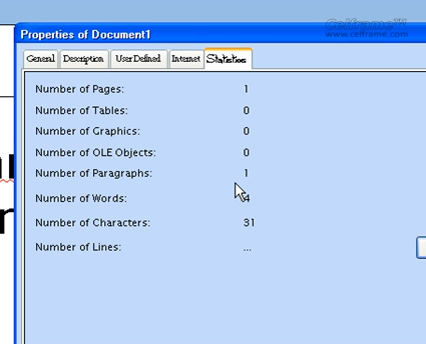 Celframe™
www.celframe.com
Properties of Document1
General Description User Defined Internet Statistics
Number of Pages: 1
Number of Tables: 0
Number of Graphics: 0
Number of OLE Objects: 0
Number of Paragraphs: 1
Number of Words: 4
Number of Characters: 31
Number of Lines: ...